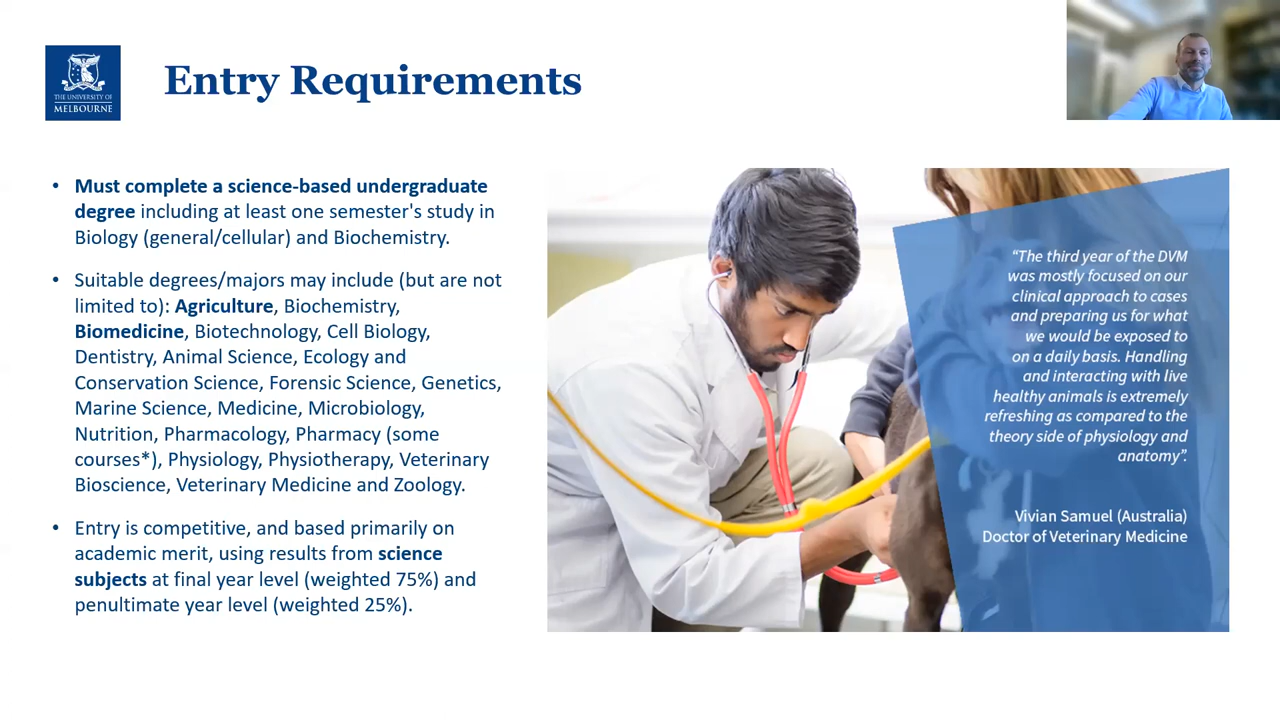 THE UNIVERSITY OF
MELBOURNE
Entry Requirements
• Must complete a science-based undergraduate
degree including at least one semester's study in
Biology (general/cellular) and Biochemistry.
• Suitable degrees/majors may include (but are not
limited to): Agriculture, Biochemistry,
Biomedicine, Biotechnology, Cell Biology,
Dentistry, Animal Science, Ecology and
Conservation Science, Forensic Science, Genetics,
Marine Science, Medicine, Microbiology,
Nutrition, Pharmacology, Pharmacy (some
courses*), Physiology, Physiotherapy, Veterinary
Bioscience, Veterinary Medicine and Zoology.
• Entry is competitive, and based primarily on
academic merit, using results from science
subjects at final year level (weighted 75%) and
penultimate year level (weighted 25%).
“The third year of the DVM
was mostly focused on our
clinical approach to cases
and preparing us for what
we would be exposed to
on a daily basis. Handling
and interacting with live
healthy animals is extremely
refreshing as compared to the
theory side of physiology and
anatomy”.
Vivian Samuel (Australia)
Doctor of Veterinary Medicine